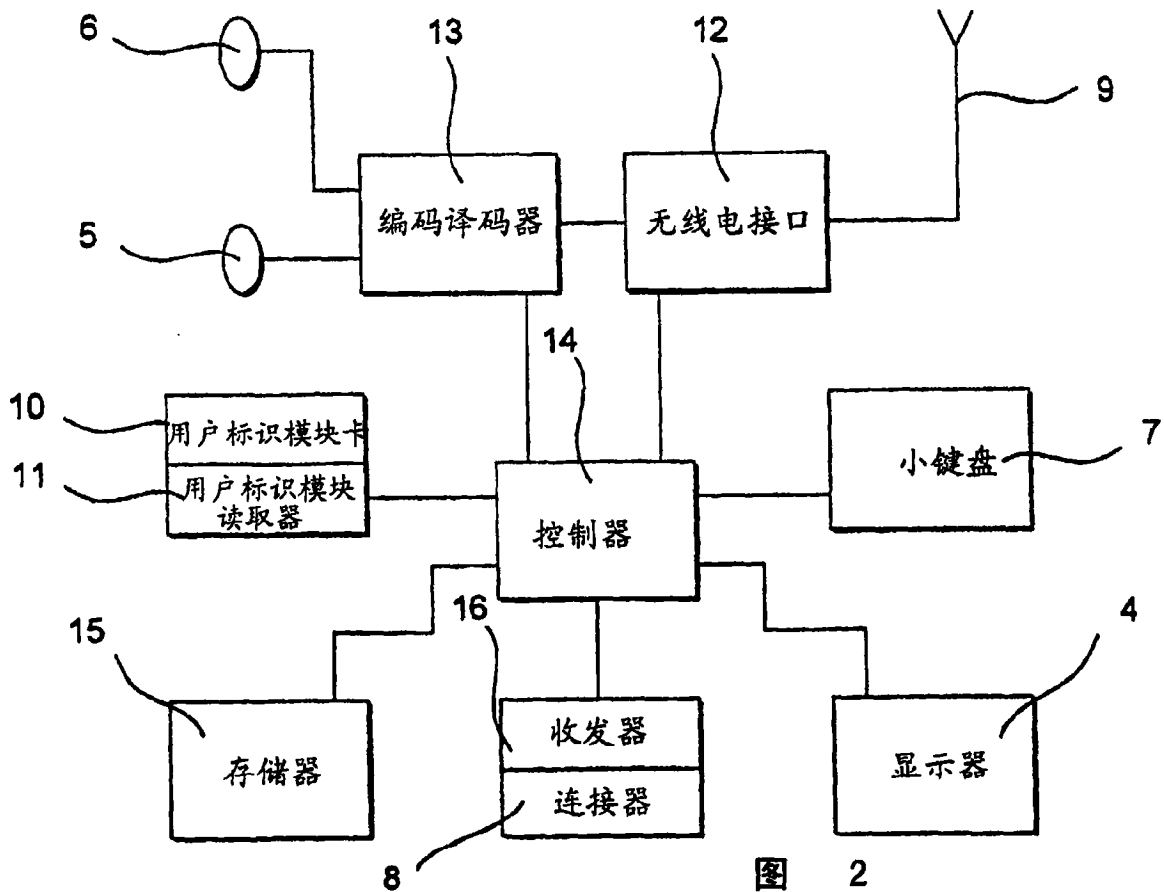 6
13
12
9
编码译码器
无线电接口
5
14
10
用户标识模块卡
7
小键盘
11
用户标识模块
读取器
控制器
15
16
4
收发器
存储器
显示器
连接器
8
图 2